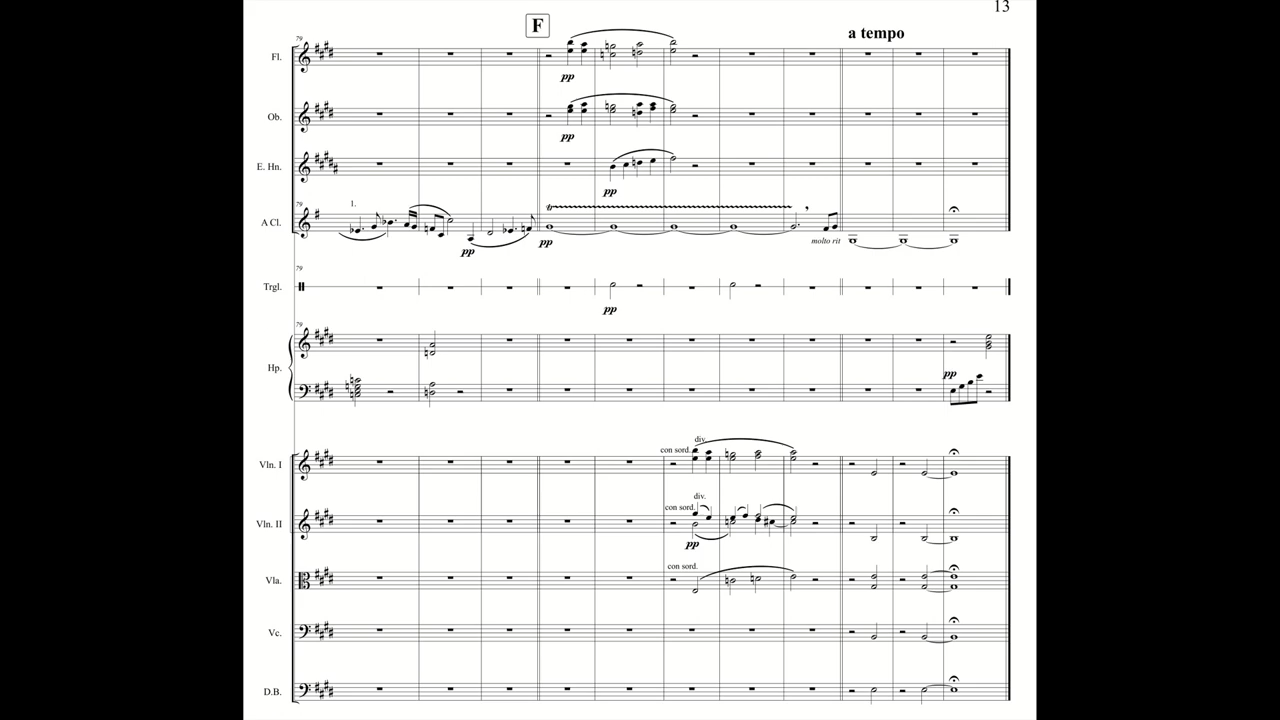 13
F
a tempo
79
Fl.
pp
Ob.
pp
E. Hn.
pp
79
1.
A Cl.
pp
pp
molto rit
79
Trgl.
pp
79
Hp.
pp
div.
con sord.
Vln. I
div.
con sord.
Vln. II
pp
con sord.
Vla.
Vc.
D.B.